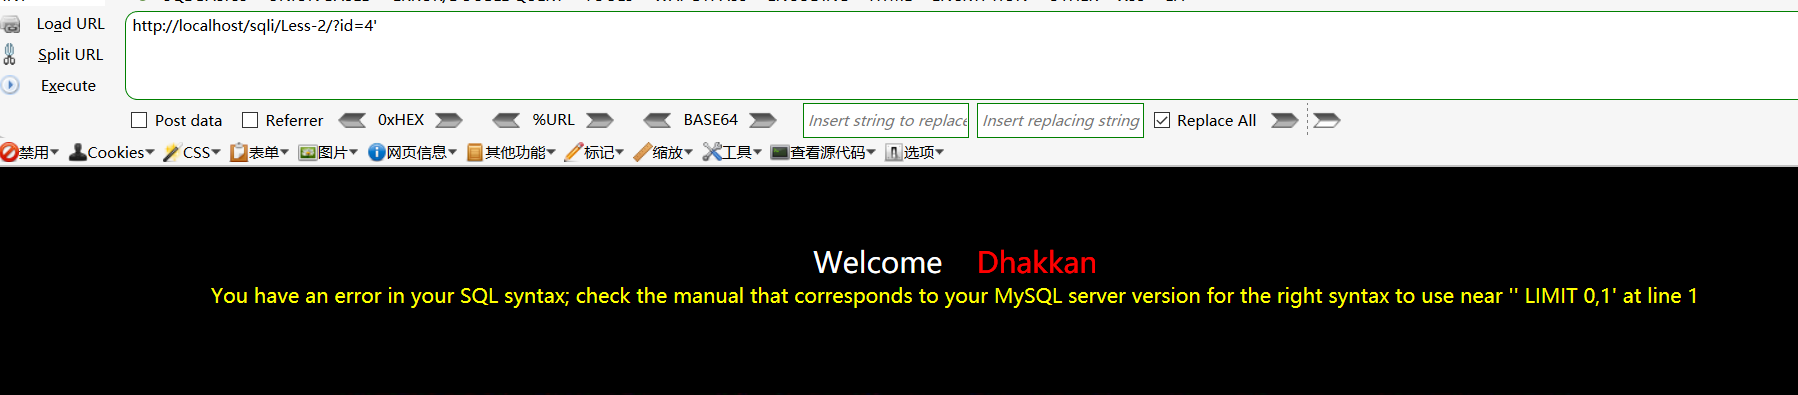 Load URL
http://localhost/sqli/Less-2/?id=4'
Split URL
Execute
Post data Referrer 0xHEX %URL BASE64 Insert string to replace Insert replacing string Replace All
禁用 Cookies CSS 表单 图片 网页信息 其他功能 标记 缩放 工具 查看源代码 选项
Welcome Dhakkan
You have an error in your SQL syntax; check the manual that corresponds to your MySQL server version for the right syntax to use near '' LIMIT 0,1' at line 1